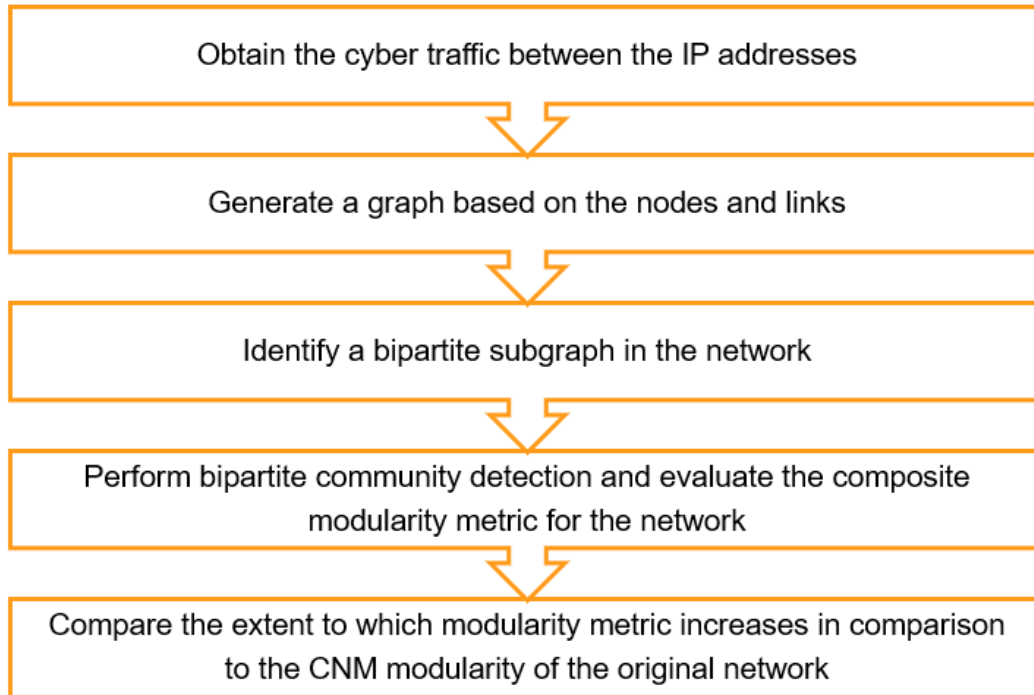 Obtain the cyber traffic between the IP addresses
Generate a graph based on the nodes and links
Identify a bipartite subgraph in the network
Perform bipartite community detection and evaluate the composite
modularity metric for the network
Compare the extent to which modularity metric increases in comparison
to the CNM modularity of the original network